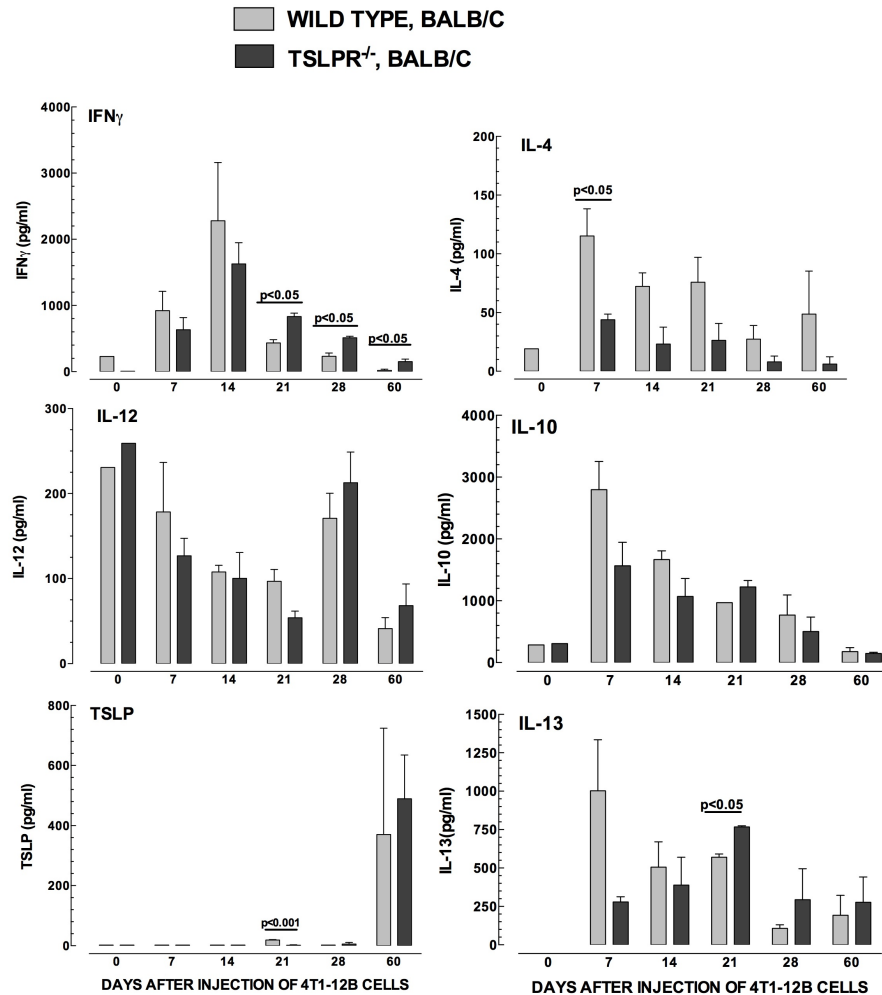 WILD TYPE, BALB/C
TSLPR-/-, BALB/C
IFNγ
IFNγ (pg/ml)
4000
3000
2000
1000
0
p<0.05
p<0.05
p<0.05
0 7 14 21 28 60
IL-4
IL-4 (pg/ml)
200
150
100
50
0
p<0.05
0 7 14 21 28 60
IL-12
IL-12 (pg/ml)
300
200
100
0
0 7 14 21 28 60
IL-10
IL-10 (pg/ml)
4000
3000
2000
1000
0
0 7 14 21 28 60
TSLP
TSLP (pg/ml)
800
600
400
200
0
p<0.001
0 7 14 21 28 60
DAYS AFTER INJECTION OF 4T1-12B CELLS
IL-13
IL-13(pg/ml)
1500
1250
1000
750
500
250
0
p<0.05
0 7 14 21 28 60
DAYS AFTER INJECTION OF 4T1-12B CELLS